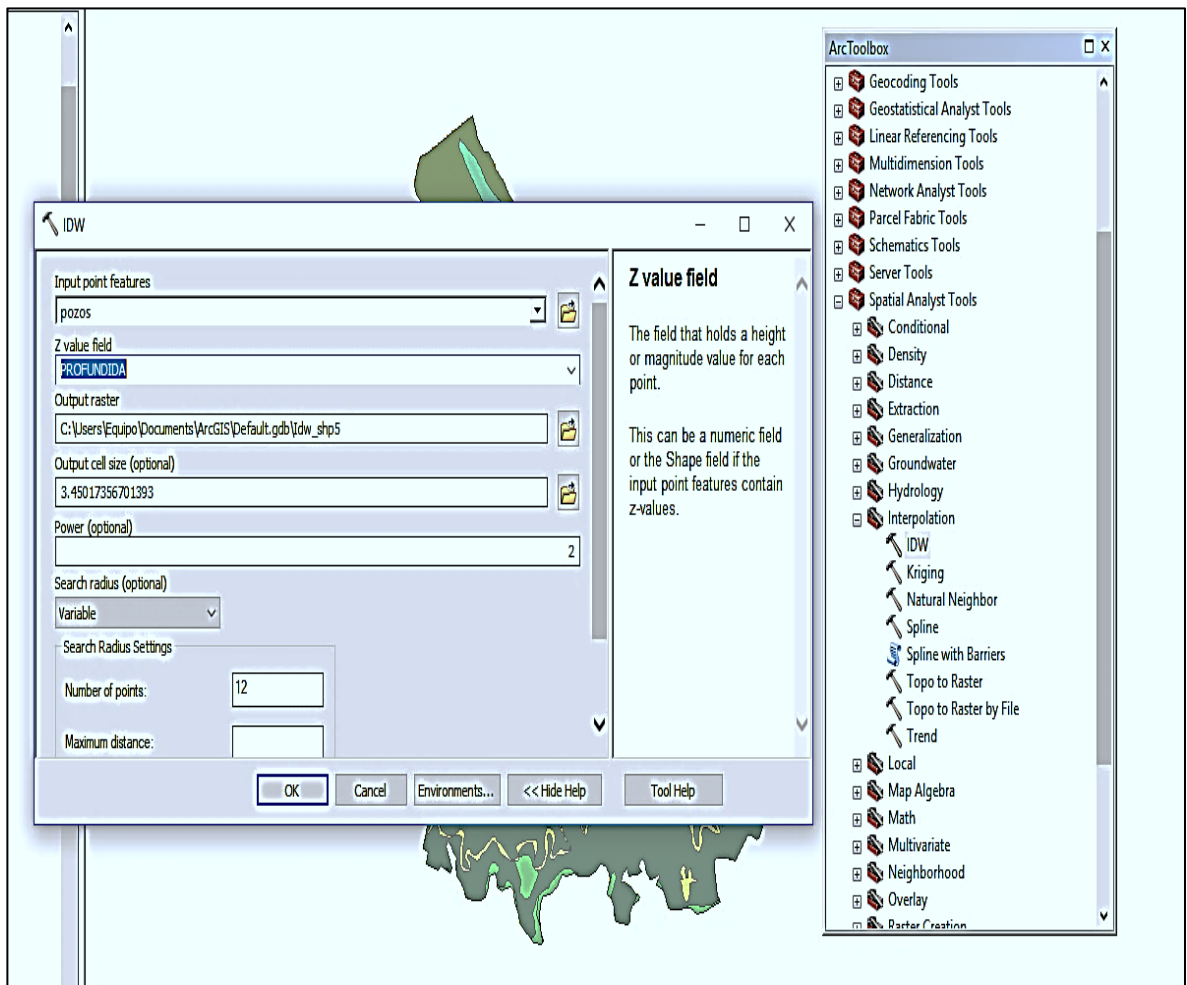 IDW
Input point features
pozos
Z value field
PROFUNDIDA
Output raster
C:\Users\Equipo\Documents\ArcGIS\Default.gdb\Idw_shp5
Output cell size (optional)
3.45017356701393
Power (optional)
2
Search radius (optional)
Variable
Search Radius Settings
Number of points:
12
Maximum distance:
OK
Cancel
Environments...
<< Hide Help
Tool Help
Z value field
The field that holds a height
or magnitude value for each
point.
This can be a numeric field
or the Shape field if the
input point features contain
z-values.
ArcToolbox
Geocoding Tools
Geostatistical Analyst Tools
Linear Referencing Tools
Multidimension Tools
Network Analyst Tools
Parcel Fabric Tools
Schematics Tools
Server Tools
Spatial Analyst Tools
Conditional
Density
Distance
Extraction
Generalization
Groundwater
Hydrology
Interpolation
IDW
Kriging
Natural Neighbor
Spline
Spline with Barriers
Topo to Raster
Topo to Raster by File
Trend
Local
Map Algebra
Math
Multivariate
Neighborhood
Overlay
Raster Creation